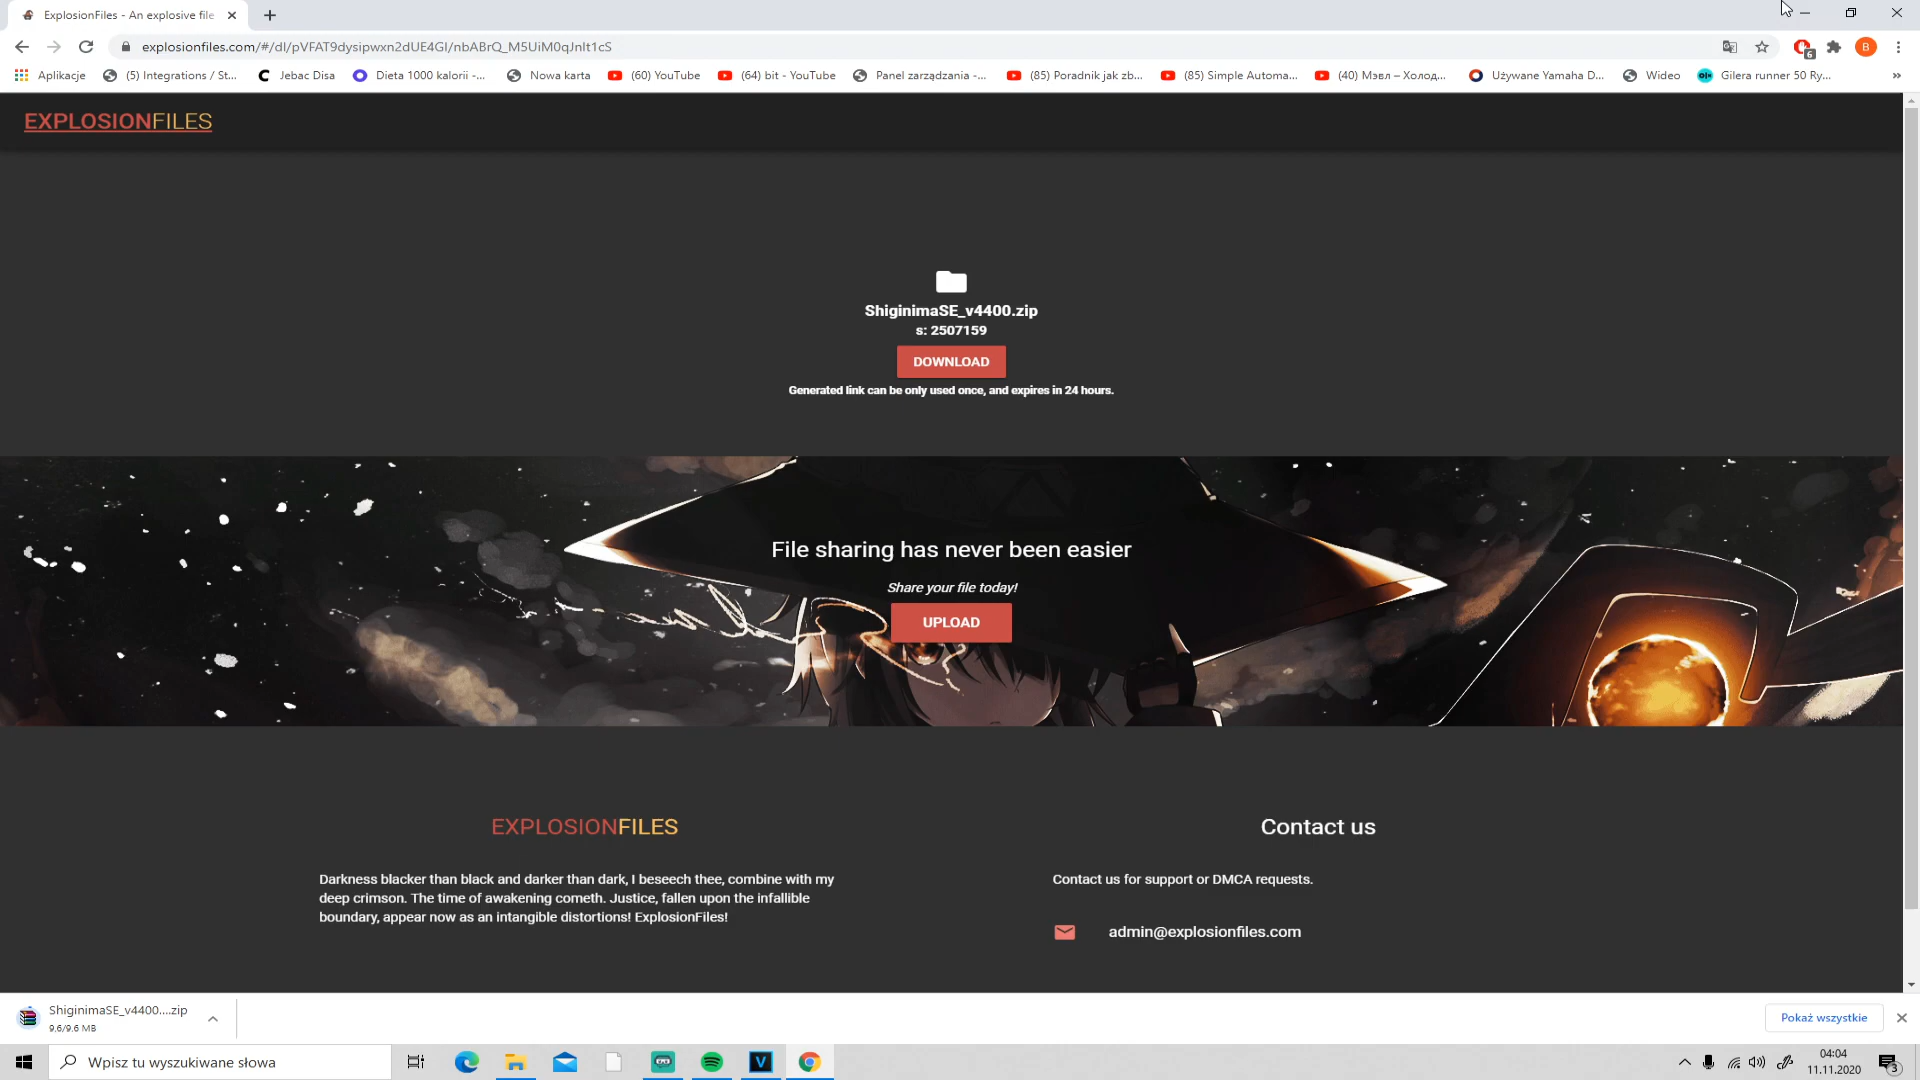 ExplosionFiles - An explosive file
explosionfiles.com/#/dl/pVFAT9dysipwxn2dUE4GI/nbABrQ_M5UiM0qJnIt1cS
6
B
Aplikacje
(5) Integrations / St...
Jebac Disa
Dieta 1000 kalorii -...
Nowa karta
(60) YouTube
(64) bit - YouTube
Panel zarządzania -...
(85) Poradnik jak zb...
(85) Simple Automa...
(40) Мэвл – Холод...
Używane Yamaha D...
Wideo
olx
Gilera runner 50 Ry...
EXPLOSIONFILES
ShiginimaSE_v4400.zip
s: 2507159
DOWNLOAD
Generated link can be only used once, and expires in 24 hours.
File sharing has never been easier
Share your file today!
UPLOAD
EXPLOSIONFILES
Darkness blacker than black and darker than dark, I beseech thee, combine with my
deep crimson. The time of awakening cometh. Justice, fallen upon the infallible
boundary, appear now as an intangible distortions! ExplosionFiles!
Contact us
Contact us for support or DMCA requests.
admin@explosionfiles.com
ShiginimaSE_v4400....zip
9,6/9,6 MB
Pokaż wszystkie
Wpisz tu wyszukiwane słowa
V
04:04
11.11.2020
3